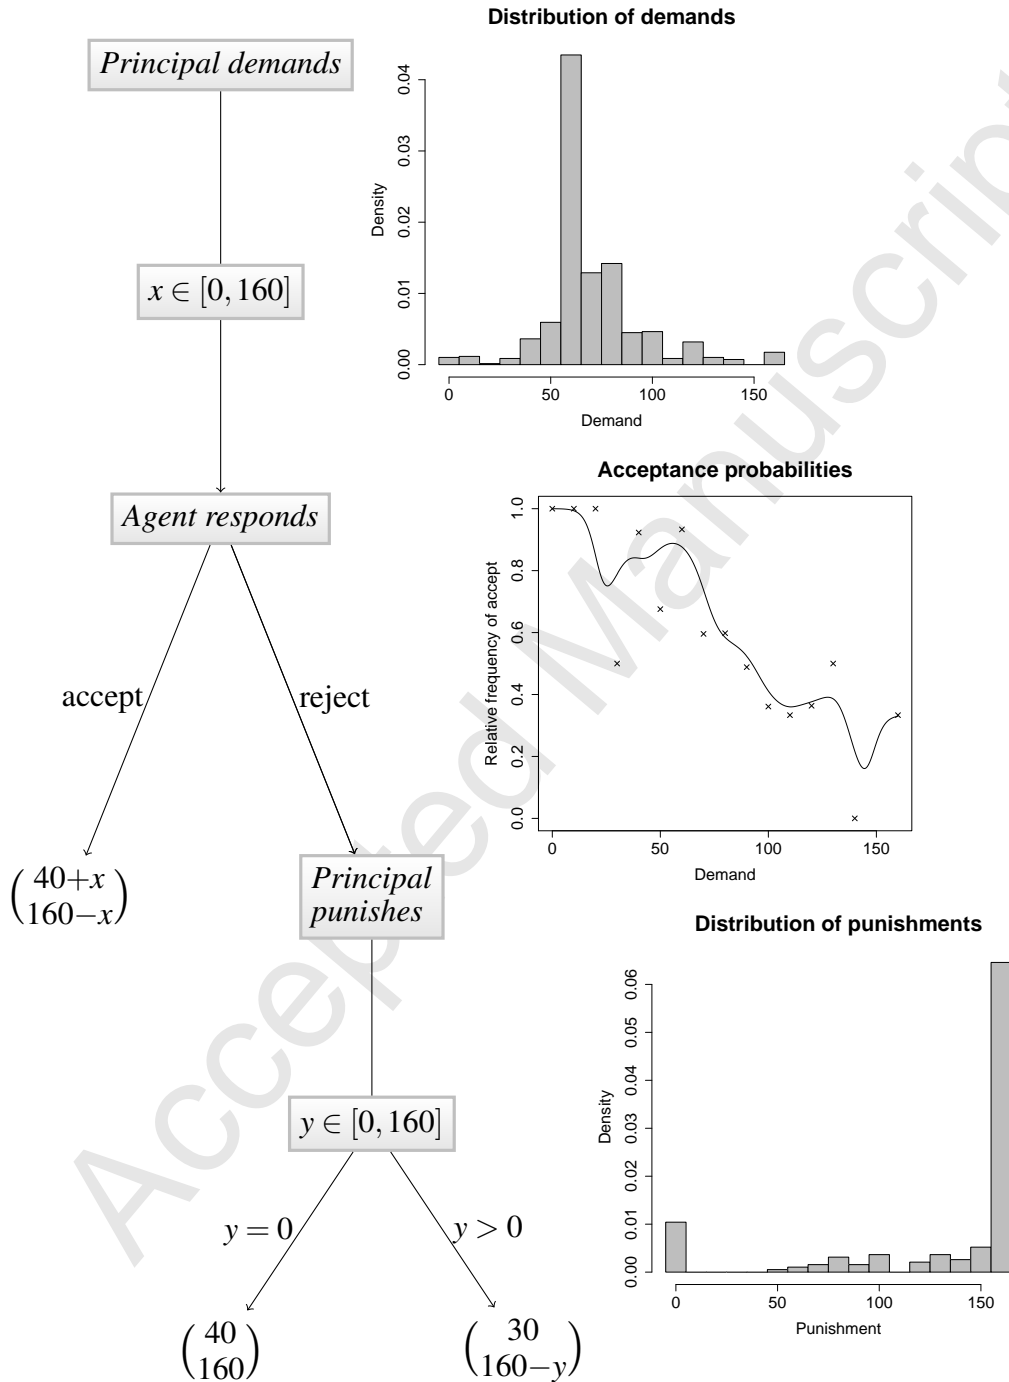 Distribution of demands
Principal demands
Density
0.00 0.01 0.02 0.03 0.04
0 50 100 150
Demand
x ∈ [0, 160]
Agent responds
accept
reject
Acceptance probabilities
Relative frequency of accept
0.0 0.2 0.4 0.6 0.8 1.0
0 50 100 150
Demand
40+x
160−x
Principal
punishes
Distribution of punishments
Density
0.00 0.01 0.02 0.03 0.04 0.05 0.06
0 50 100 150
Punishment
y ∈ [0, 160]
y = 0
y > 0
40
160
30
160−y
Accepted Manuscript